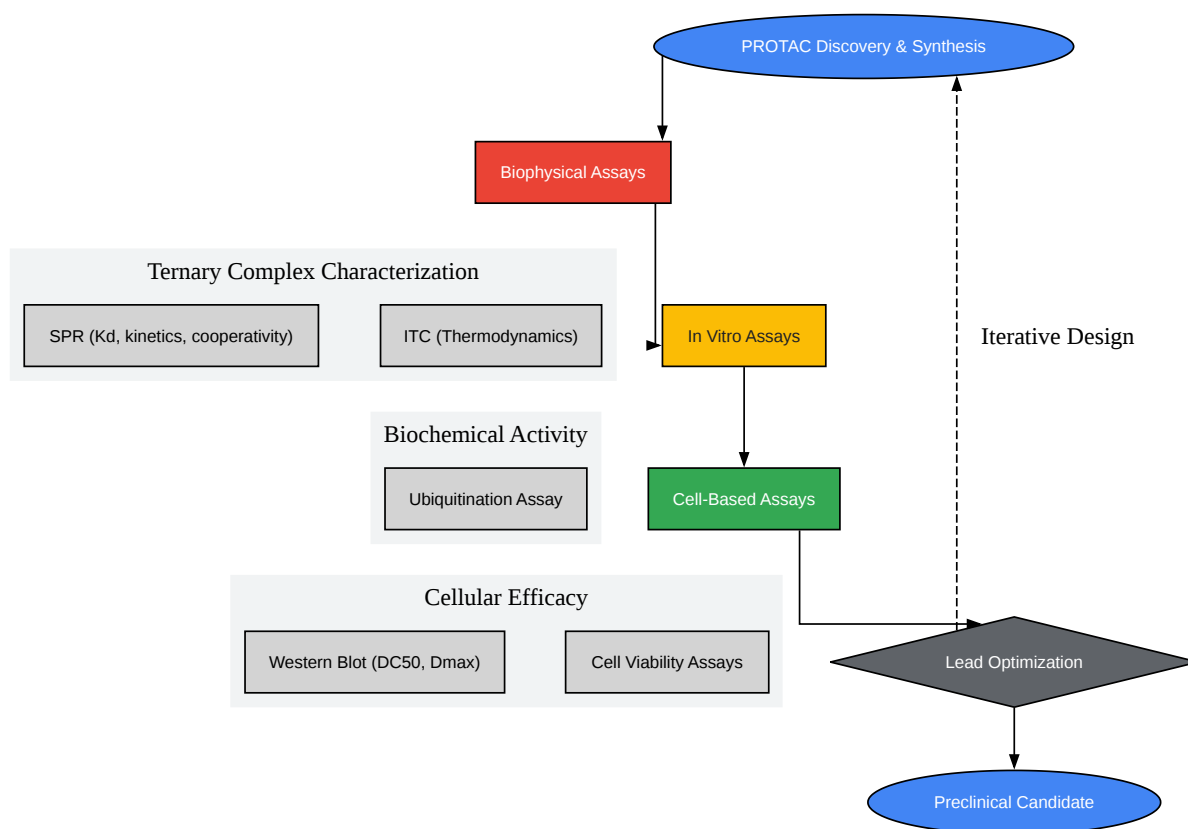 PROTAC Discovery & Synthesis
Biophysical Assays
Ternary Complex Characterization
SPR (Kd, kinetics, cooperativity)
ITC (Thermodynamics)
In Vitro Assays
Iterative Design
Biochemical Activity
Ubiquitination Assay
Cell-Based Assays
Cellular Efficacy
Western Blot (DC50, Dmax)
Cell Viability Assays
Lead Optimization
Preclinical Candidate